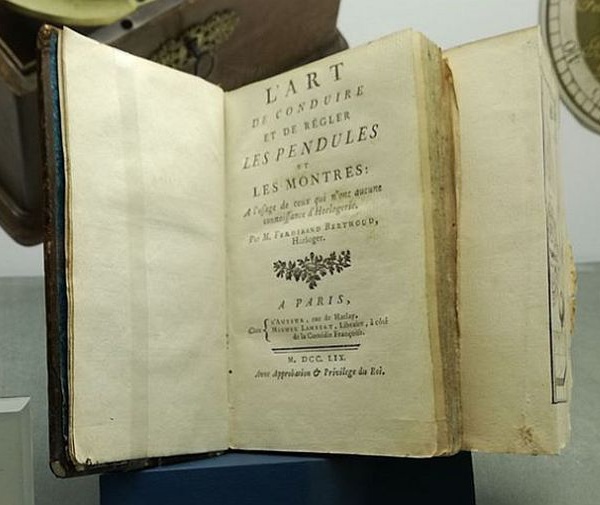 L'ART
DE CONDUIRE
ET DE RÉGLER
LES PENDULES
ET
LES MONTRES:
A l'usage de ceux qui n'ont aucune
connoissance d'Horlogerie.
Par M. FERDINAND BERTHOUD,
Horloger.
A PARIS,
Chez { L'AUTEUR, rue de Harlay.
MICHEL LAMBERT, Libraire, à côté
de la Comédie Françoise.
M. DCC. LIX.
Avec Approbation & Privilege du Roi.